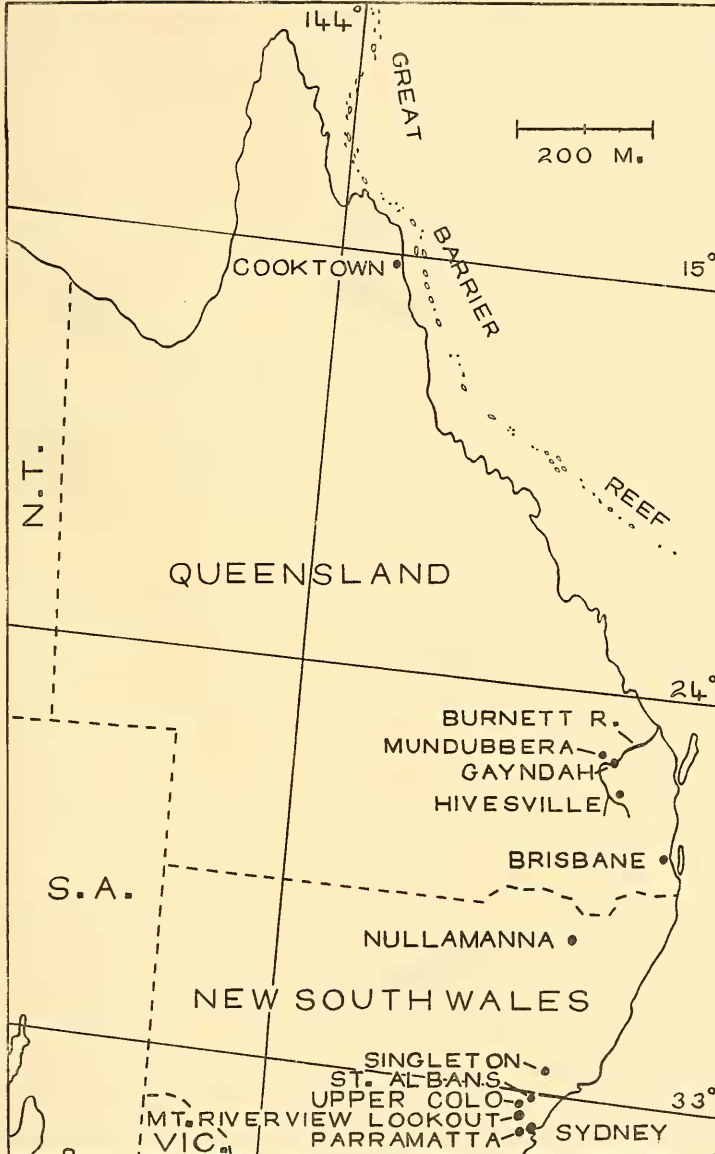 144°
GREAT
200 M.
BARRIER
COOKTOWN
15°
N.T.
REEF
QUEENSLAND
24°
BURNETT R.
MUNDUBBERA
GAYNDAH
HIVESVILLE
BRISBANE
S.A.
NULLAMANNA
NEW SOUTH WALES
SINGLETON
ST. ALBANS
UPPER COLO
33°
MT. RIVERVIEW LOOKOUT
VIC.
PARRAMATTA
SYDNEY